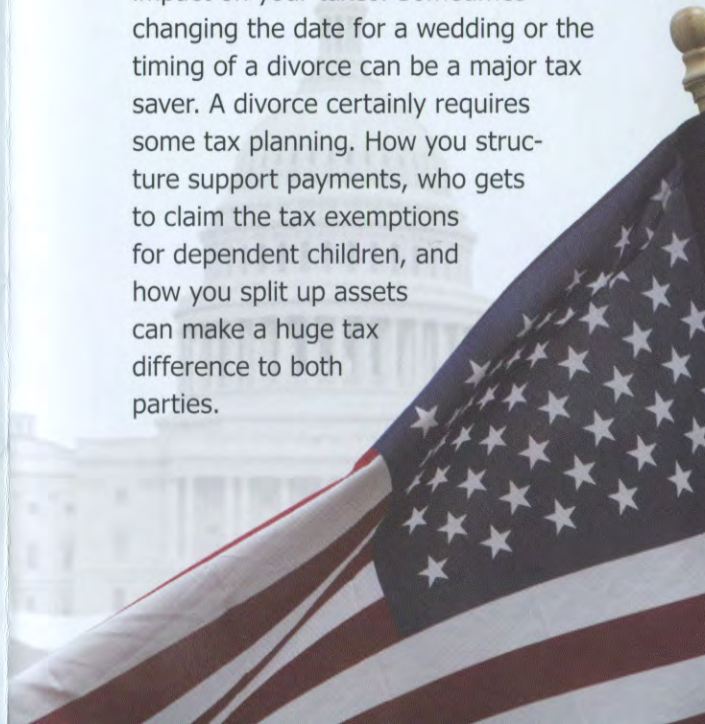 changing the date for a wedding or the
timing of a divorce can be a major tax
saver. A divorce certainly requires
some tax planning. How you struc-
ture support payments, who gets
to claim the tax exemptions
for dependent children, and
how you split up assets
can make a huge tax
difference to both
parties.